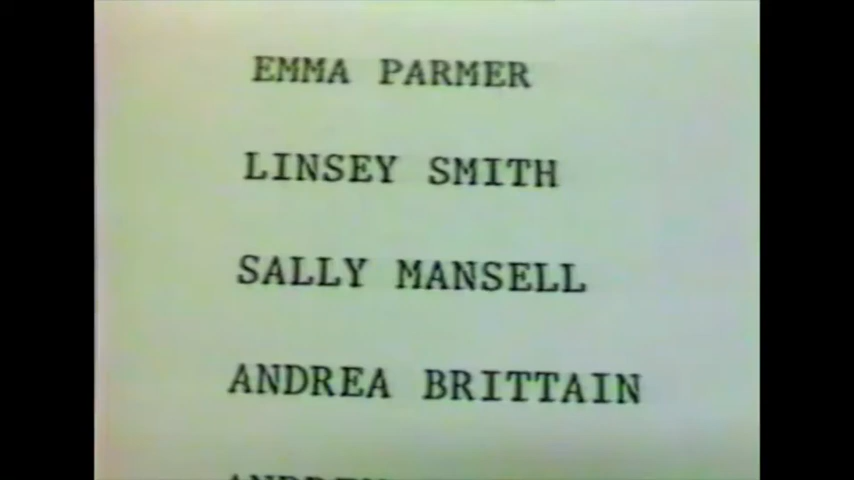 EMMA PARMER
LINSEY SMITH
SALLY MANSELL
ANDREA BRITTAIN